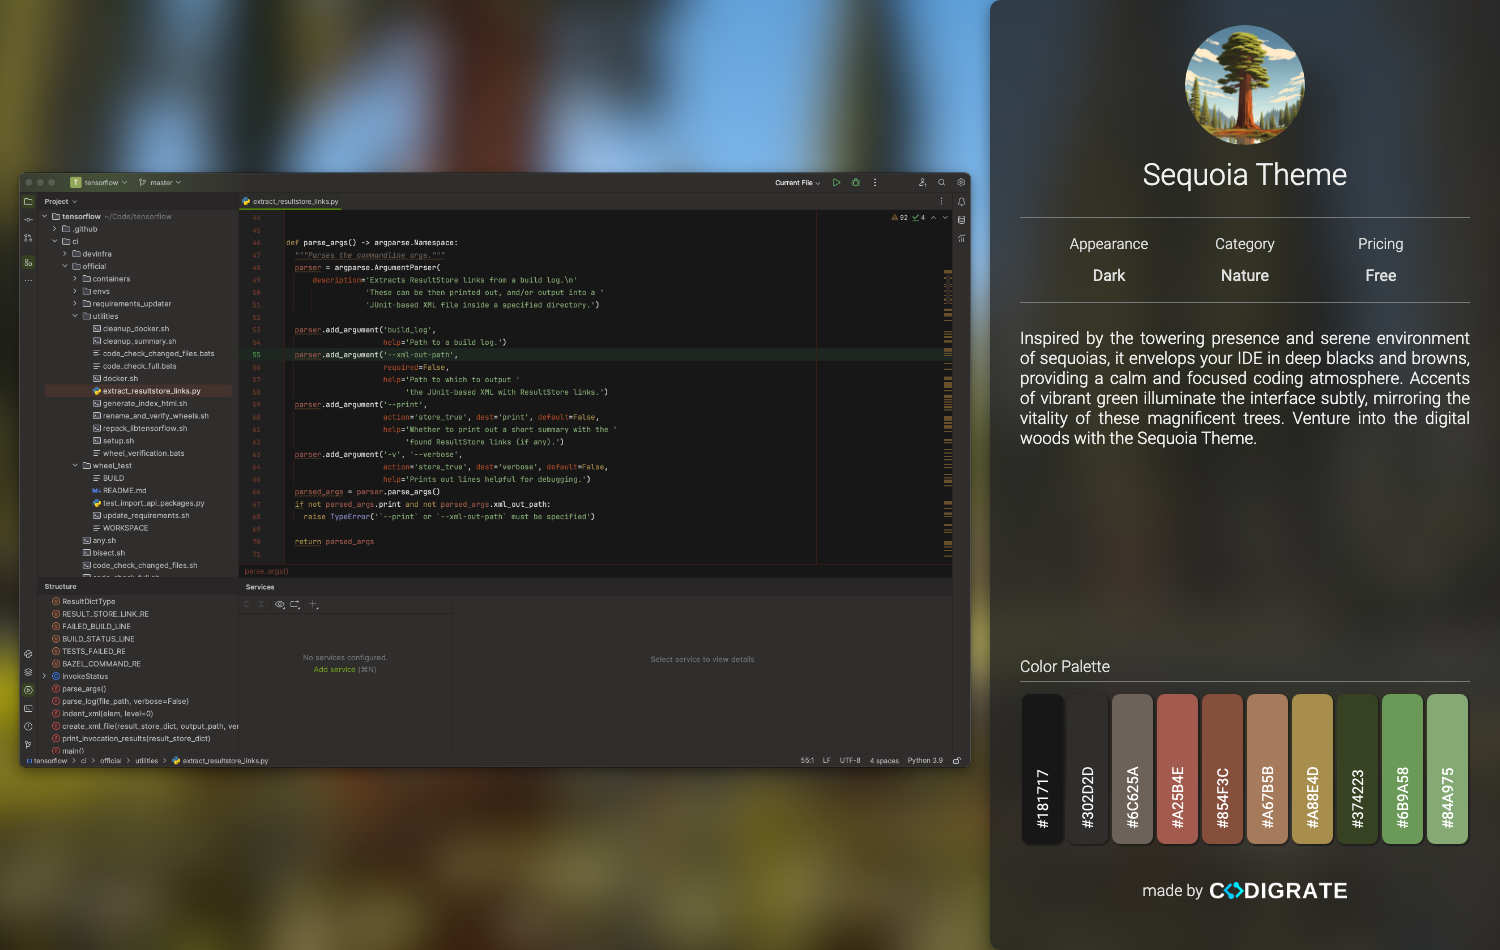 T tensorflow
master
Current File
Project
extract_resultstore_links.py
92 4
tensorflow ~/Code/tensorflow
.github
ci
devinfra
official
containers
envs
requirements_updater
utilities
cleanup_docker.sh
cleanup_summary.sh
code_check_changed_files.bats
code_check_full.bats
docker.sh
extract_resultstore_links.py
generate_index_html.sh
rename_and_verify_wheels.sh
repack_libtensorflow.sh
setup.sh
wheel_verification.bats
wheel_test
BUILD
M↓ README.md
test_import_api_packages.py
update_requirements.sh
WORKSPACE
any.sh
bisect.sh
code_check_changed_files.sh
code_check_full.sh
44
45
46 def parse_args() -> argparse.Namespace:
47 """Parses the commandline args."""
48 parser = argparse.ArgumentParser(
49 description='Extracts ResultStore links from a build log.\n'
50 'These can be then printed out, and/or output into a '
51 'JUnit-based XML file inside a specified directory.')
52
53 parser.add_argument('build_log',
54 help='Path to a build log.')
55 parser.add_argument('--xml-out-path',
56 required=False,
57 help='Path to which to output '
58 'the JUnit-based XML with ResultStore links.')
59 parser.add_argument('--print',
60 action='store_true', dest='print', default=False,
61 help='Whether to print out a short summary with the '
62 'found ResultStore links (if any).')
63 parser.add_argument('-v', '--verbose',
64 action='store_true', dest='verbose', default=False,
65 help='Prints out lines helpful for debugging.')
66 parsed_args = parser.parse_args()
67 if not parsed_args.print and not parsed_args.xml_out_path:
68 raise TypeError('`--print` or `--xml-out-path` must be specified')
69
70 return parsed_args
71
parse_args()
Structure
ResultDictType
RESULT_STORE_LINK_RE
FAILED_BUILD_LINE
BUILD_STATUS_LINE
TESTS_FAILED_RE
BAZEL_COMMAND_RE
InvokeStatus
parse_args()
parse_log(file_path, verbose=False)
indent_xml(elem, level=0)
create_xml_file(result_store_dict, output_path, ver
print_invocation_results(result_store_dict)
main()
Services
No services configured.
Add service (⌘N)
Select service to view details
tensorflow > ci > official > utilities > extract_resultstore_links.py
55:1 LF UTF-8 4 spaces Python 3.9
Sequoia Theme
Appearance Category Pricing
Dark Nature Free
Inspired by the towering presence and serene environment
of sequoias, it envelops your IDE in deep blacks and browns,
providing a calm and focused coding atmosphere. Accents
of vibrant green illuminate the interface subtly, mirroring the
vitality of these magnificent trees. Venture into the digital
woods with the Sequoia Theme.
Color Palette
#181717
#302D2D
#6C625A
#A25B4E
#854F3C
#A67B5B
#A88E4D
#374223
#6B9A58
#84A975
made by C<>DIGRATE